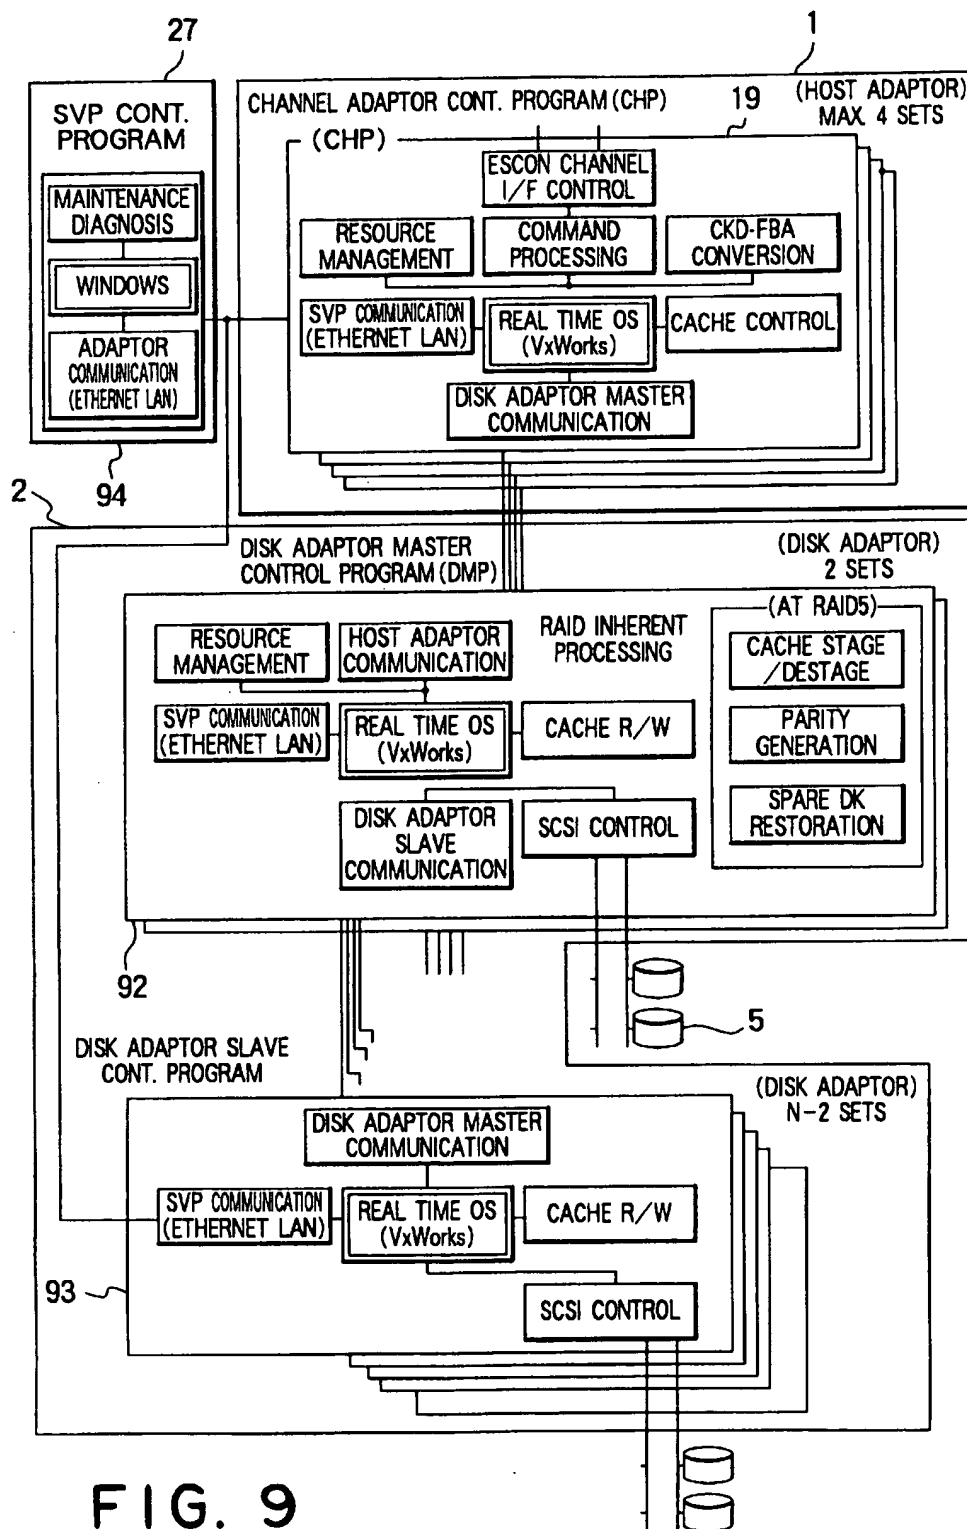 27
SVP CONT.
PROGRAM
MAINTENANCE
DIAGNOSIS
WINDOWS
ADAPTOR
COMMUNICATION
(ETHERNET LAN)
94
1
CHANNEL ADAPTOR CONT. PROGRAM (CHP)
(HOST ADAPTOR)
MAX. 4 SETS
19
(CHP)
ESCON CHANNEL
I/F CONTROL
RESOURCE
MANAGEMENT
COMMAND
PROCESSING
CKD-FBA
CONVERSION
SVP COMMUNICATION
(ETHERNET LAN)
REAL TIME OS
(VxWorks)
CACHE CONTROL
DISK ADAPTOR MASTER
COMMUNICATION
2
DISK ADAPTOR MASTER
CONTROL PROGRAM (DMP)
(DISK ADAPTOR)
2 SETS
RESOURCE
MANAGEMENT
HOST ADAPTOR
COMMUNICATION
RAID INHERENT
PROCESSING
(AT RAID5)
CACHE STAGE
/DESTAGE
SVP COMMUNICATION
(ETHERNET LAN)
REAL TIME OS
(VxWorks)
CACHE R/W
PARITY
GENERATION
DISK ADAPTOR
SLAVE
COMMUNICATION
SCSI CONTROL
SPARE DK
RESTORATION
92
5
DISK ADAPTOR SLAVE
CONT. PROGRAM
(DISK ADAPTOR)
N-2 SETS
DISK ADAPTOR MASTER
COMMUNICATION
SVP COMMUNICATION
(ETHERNET LAN)
REAL TIME OS
(VxWorks)
CACHE R/W
93
SCSI CONTROL
FIG. 9